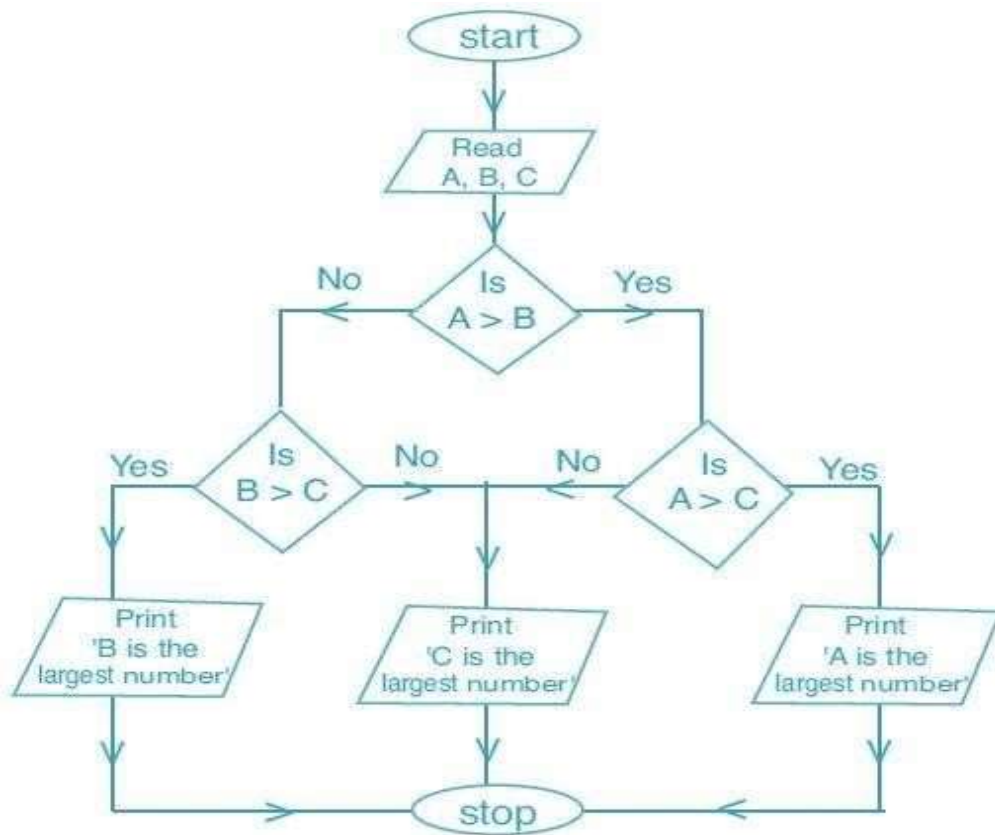 start
Read
A, B, C
Is
A > B
No
Yes
Is
B > C
Yes
No
Is
A > C
No
Yes
Print
'B is the
largest number'
Print
'C is the
largest number'
Print
'A is the
largest number'
stop